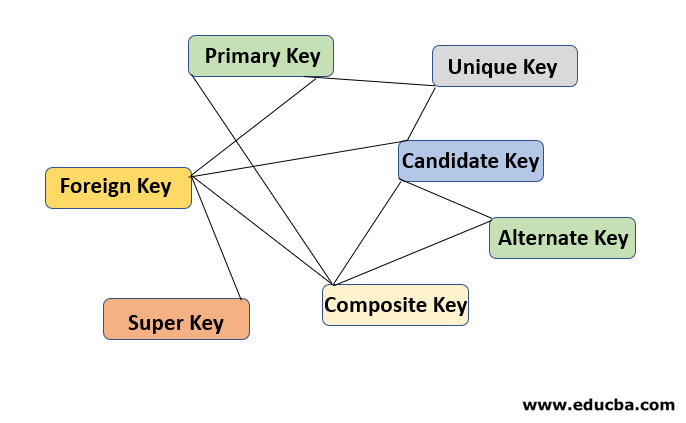 Primary Key
Unique Key
Candidate Key
Foreign Key
Alternate Key
Composite Key
Super Key
www.educba.com